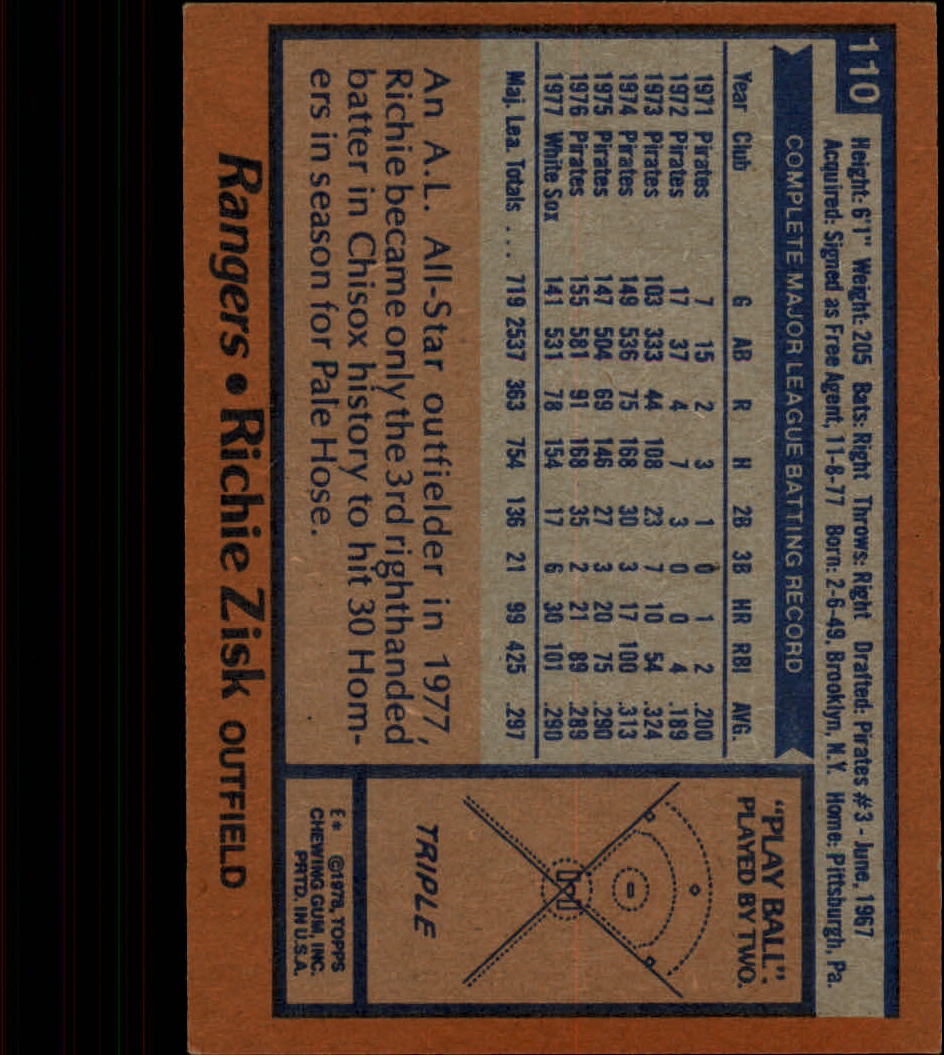 110
Height: 6'1" Weight: 205 Bats: Right Throws: Right Drafted: Pirates #3 - June, 1967
Acquired: Signed as Free Agent, 11-8-77 Born: 2-6-49, Brooklyn, N.Y. Home: Pittsburgh, Pa.
COMPLETE MAJOR LEAGUE BATTING RECORD
Year Club G AB R H 2B 3B HR RBI AVG.
1971 Pirates 7 15 2 3 1 0 1 2 .200
1972 Pirates 17 37 4 7 3 0 0 4 .189
1973 Pirates 103 333 44 108 23 7 10 54 .324
1974 Pirates 149 536 75 168 30 3 17 100 .313
1975 Pirates 147 504 69 146 27 3 20 75 .290
1976 Pirates 155 581 91 168 35 2 21 89 .289
1977 White Sox 141 531 78 154 17 6 30 101 .290
Maj. Lea. Totals ... 719 2537 363 754 136 21 99 425 .297
An A.L. All-Star outfielder in 1977,
Richie became only the 3rd righthanded
batter in Chisox history to hit 30 Hom-
ers in season for Pale Hose.
"PLAY BALL":
PLAYED BY TWO.
TRIPLE
E* ©1978, TOPPS
CHEWING GUM, INC.
PRTD. IN U.S.A.
Rangers • Richie Zisk OUTFIELD